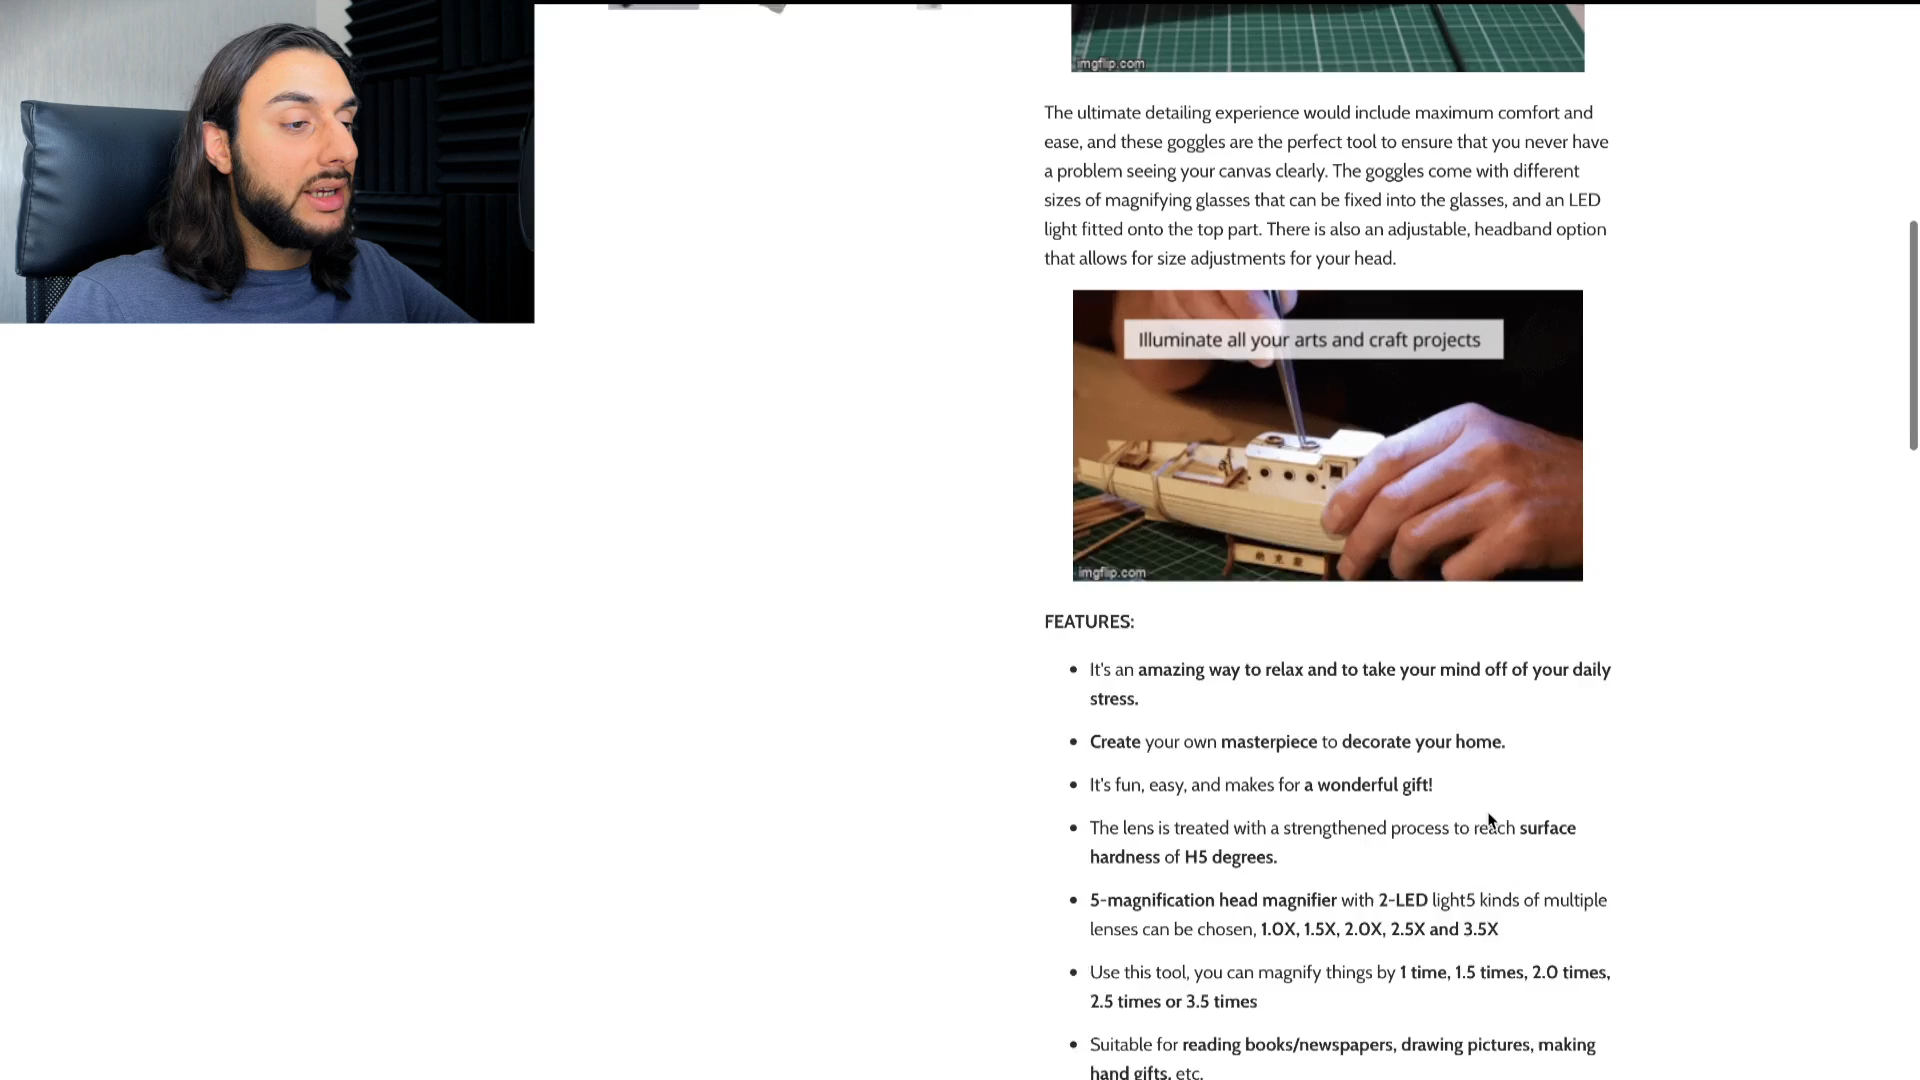 imgflip.com
The ultimate detailing experience would include maximum comfort and
ease, and these goggles are the perfect tool to ensure that you never have
a problem seeing your canvas clearly. The goggles come with different
sizes of magnifying glasses that can be fixed into the glasses, and an LED
light fitted onto the top part. There is also an adjustable, headband option
that allows for size adjustments for your head.
Illuminate all your arts and craft projects
imgflip.com
FEATURES:
It's an amazing way to relax and to take your mind off of your daily
stress.
Create your own masterpiece to decorate your home.
It's fun, easy, and makes for a wonderful gift!
The lens is treated with a strengthened process to reach surface
hardness of H5 degrees.
5-magnification head magnifier with 2-LED light5 kinds of multiple
lenses can be chosen, 1.0X, 1.5X, 2.0X, 2.5X and 3.5X
Use this tool, you can magnify things by 1 time, 1.5 times, 2.0 times,
2.5 times or 3.5 times
Suitable for reading books/newspapers, drawing pictures, making
hand gifts, etc.